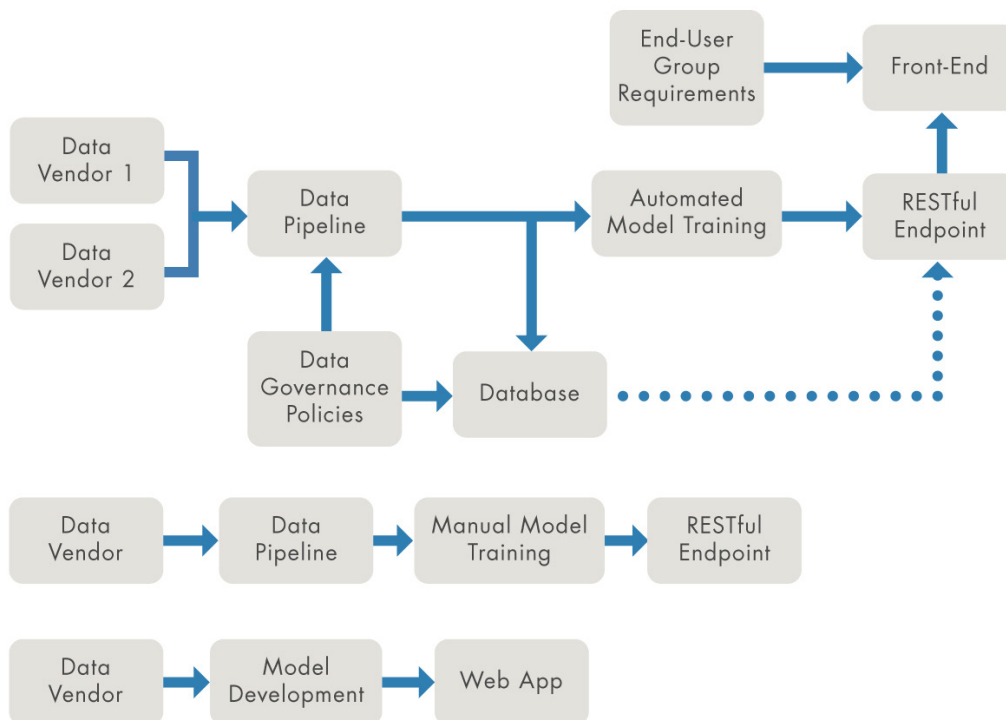 End-User
Group
Requirements
Front-End
Data
Vendor 1
Data
Vendor 2
Data
Pipeline
Automated
Model Training
RESTful
Endpoint
Data
Governance
Policies
Database
Data
Vendor
Data
Pipeline
Manual Model
Training
RESTful
Endpoint
Data
Vendor
Model
Development
Web App